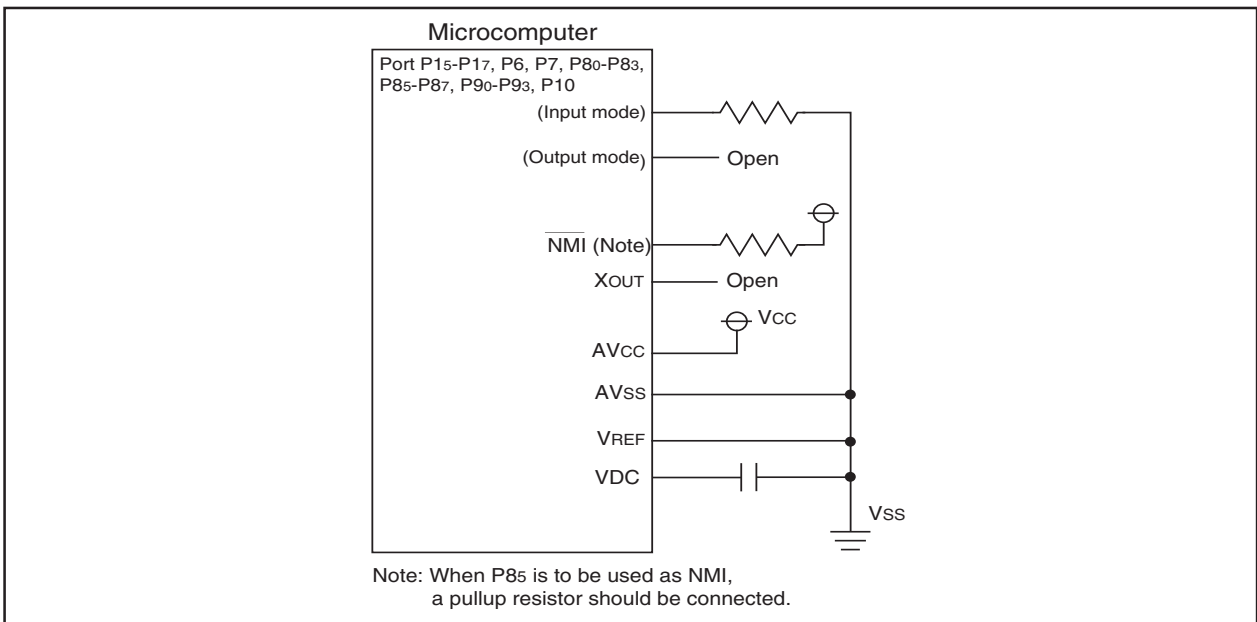 Microcomputer
Port P15-P17, P6, P7, P80-P83,
P85-P87, P90-P93, P10
(Input mode)
(Output mode)
Open
NMI (Note)
XOUT
Open
VCC
AVCC
AVSS
VREF
VDC
VSS
Note: When P85 is to be used as NMI,
a pullup resistor should be connected.